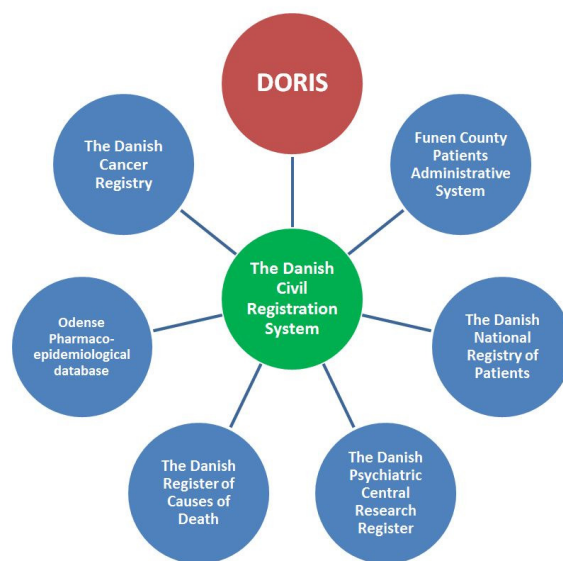 DORIS
The Danish
Cancer
Registry
Funen County
Patients
Administrative
System
The Danish
Civil
Registration
System
Odense
Pharmaco-
epidemiological
database
The Danish
National
Registry of
Patients
The Danish
Register of
Causes of
Death
The Danish
Psychiatric
Central
Research
Register